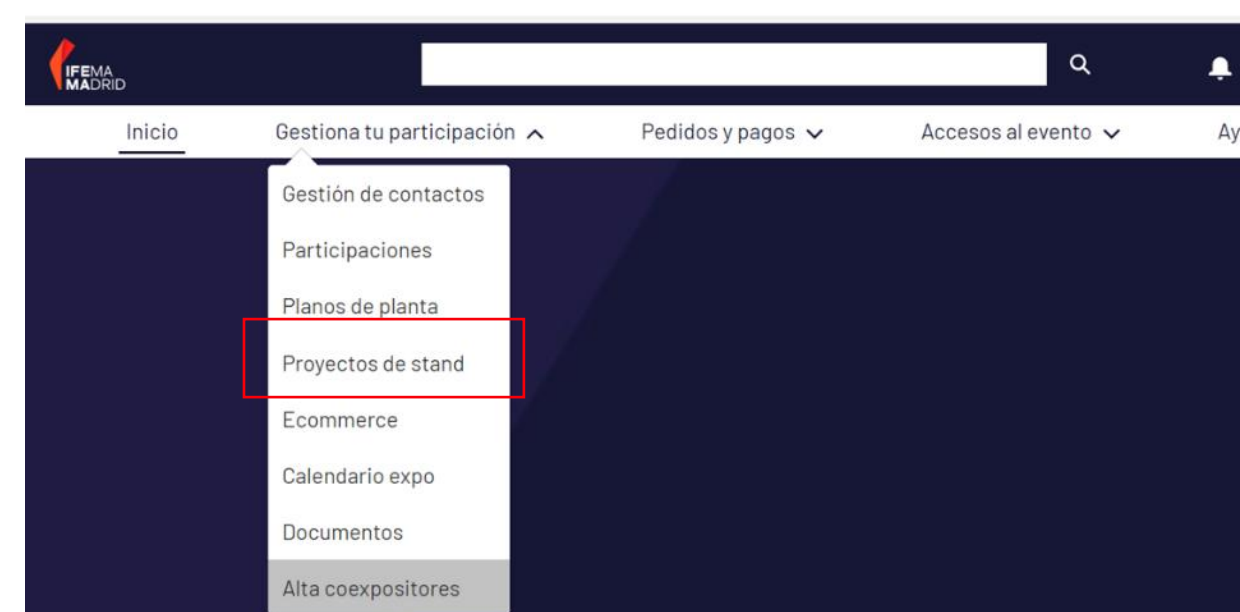 IFEMA
MADRID
Inicio Gestiona tu participación Pedidos y pagos Accesos al evento Ay
Gestión de contactos
Participaciones
Planos de planta
Proyectos de stand
Ecommerce
Calendario expo
Documentos
Alta coexpositores